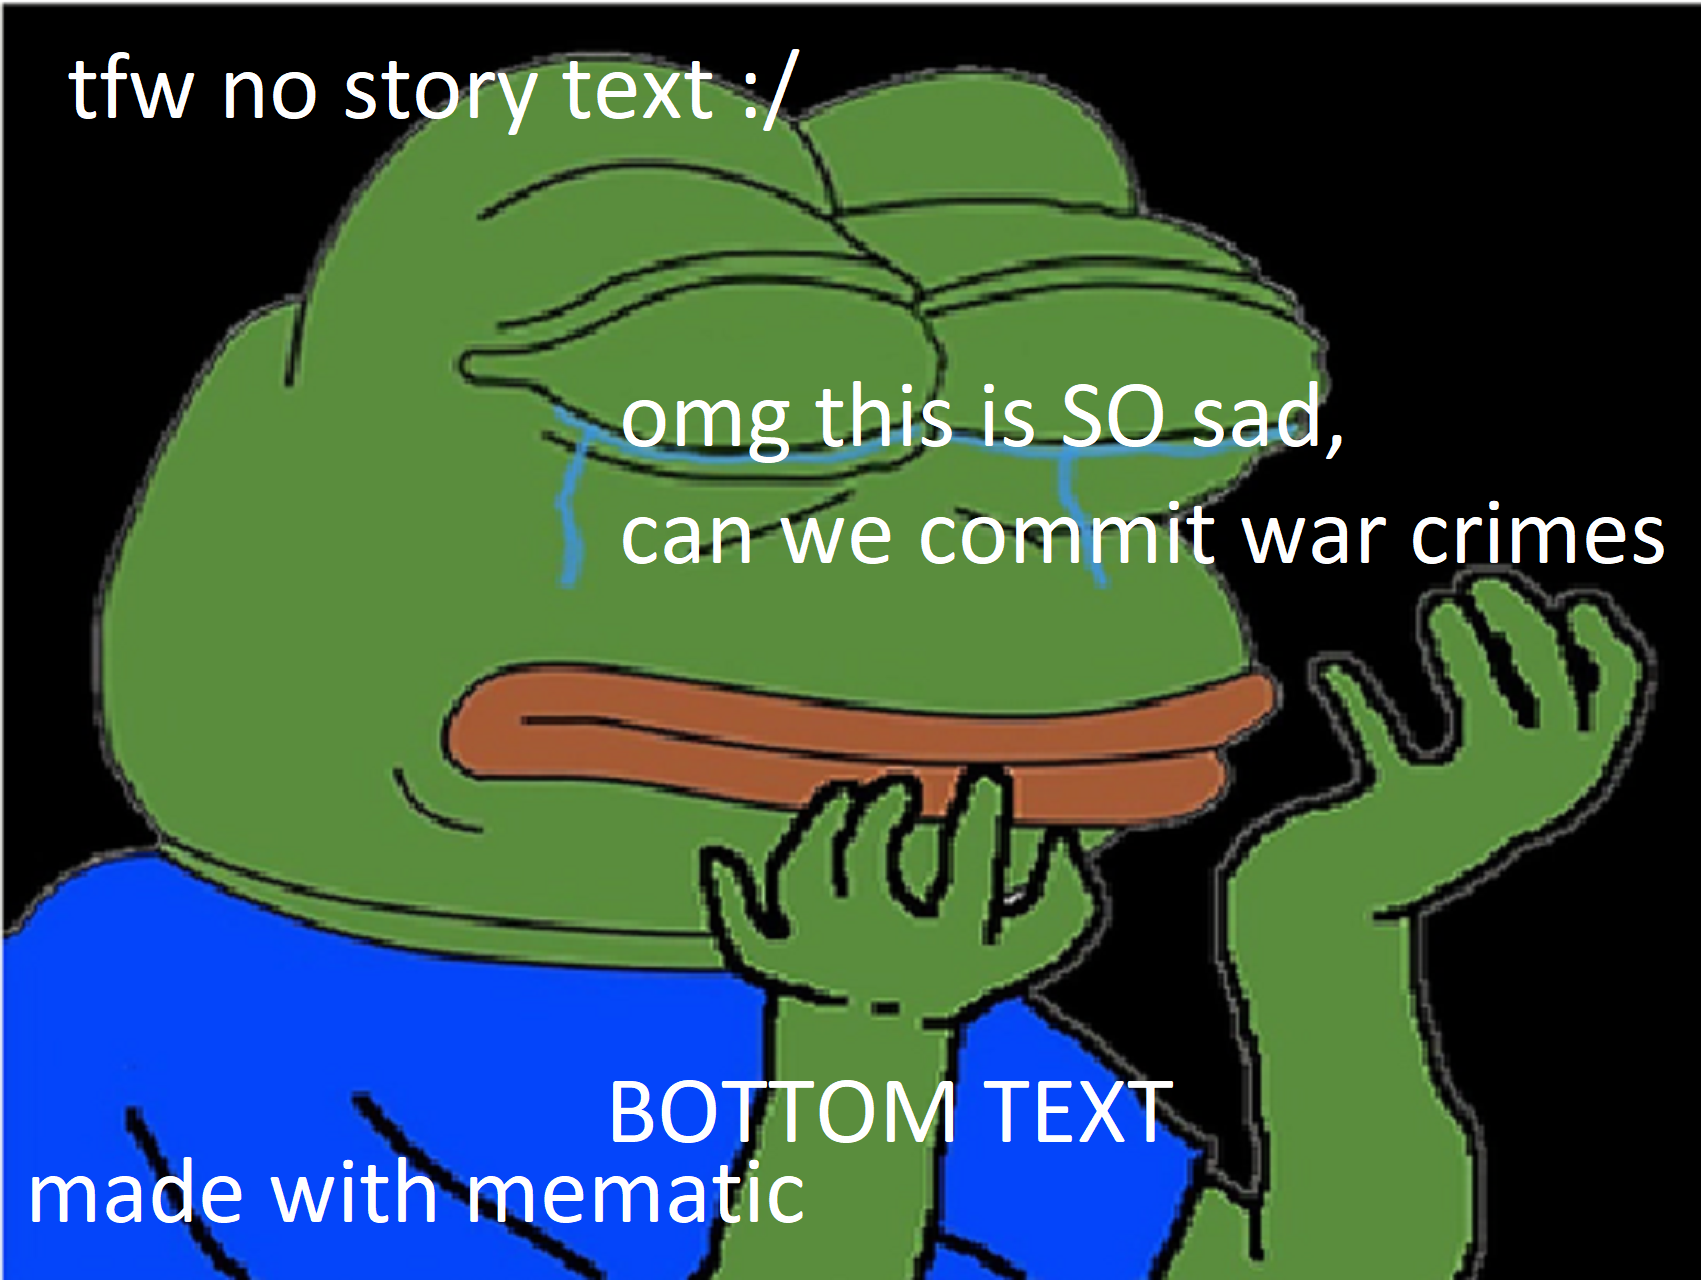 tfw no story text :/
omg this is SO sad,
can we commit war crimes
BOTTOM TEXT
made with mematic